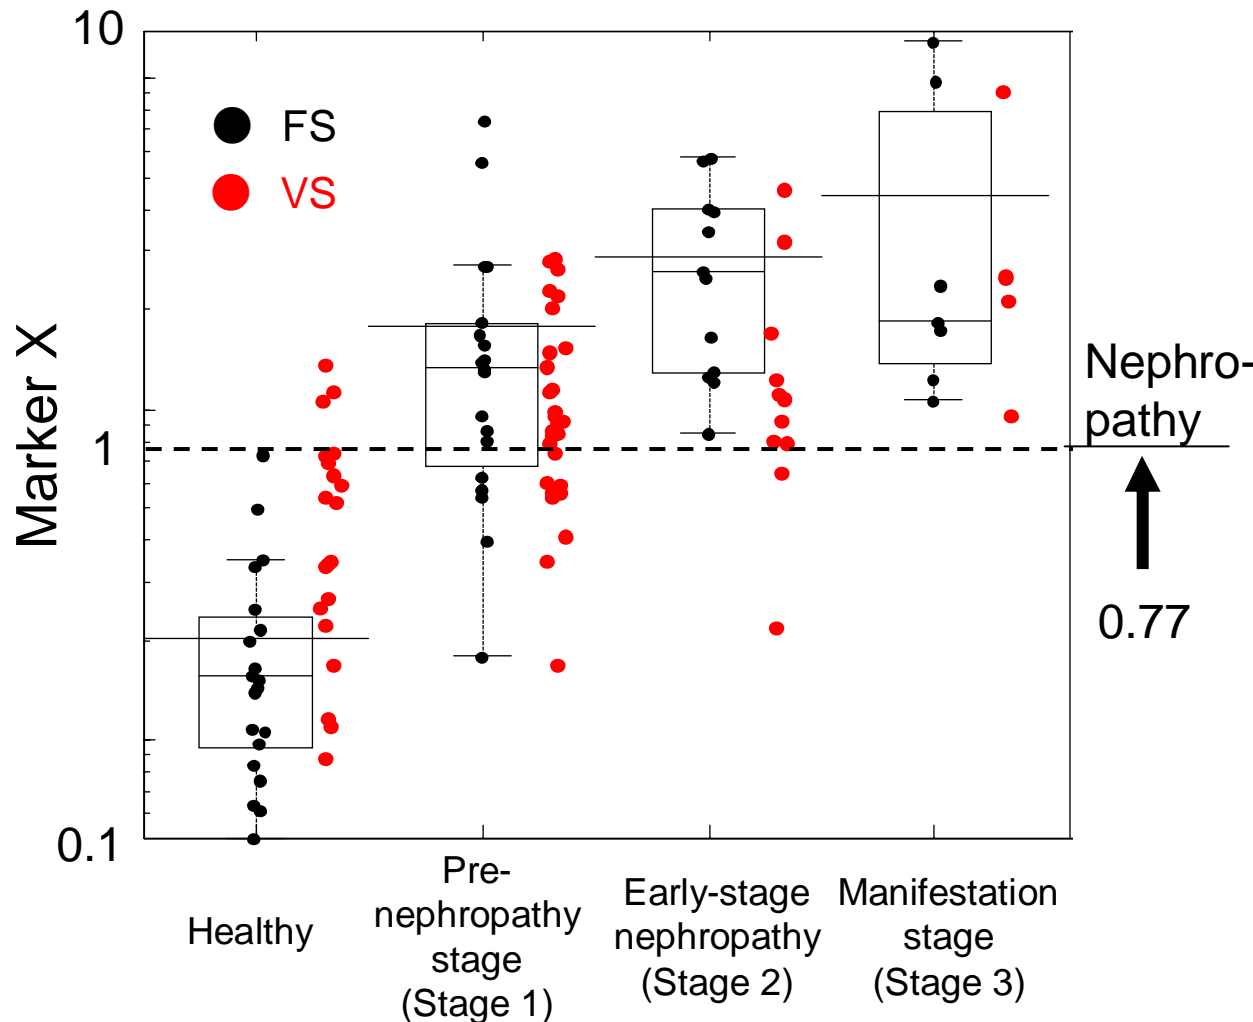 10
FS
VS
Marker X
1
0.1
Nephro-
pathy
0.77
Healthy
Pre-
nephropathy
stage
(Stage 1)
Early-stage
nephropathy
(Stage 2)
Manifestation
stage
(Stage 3)